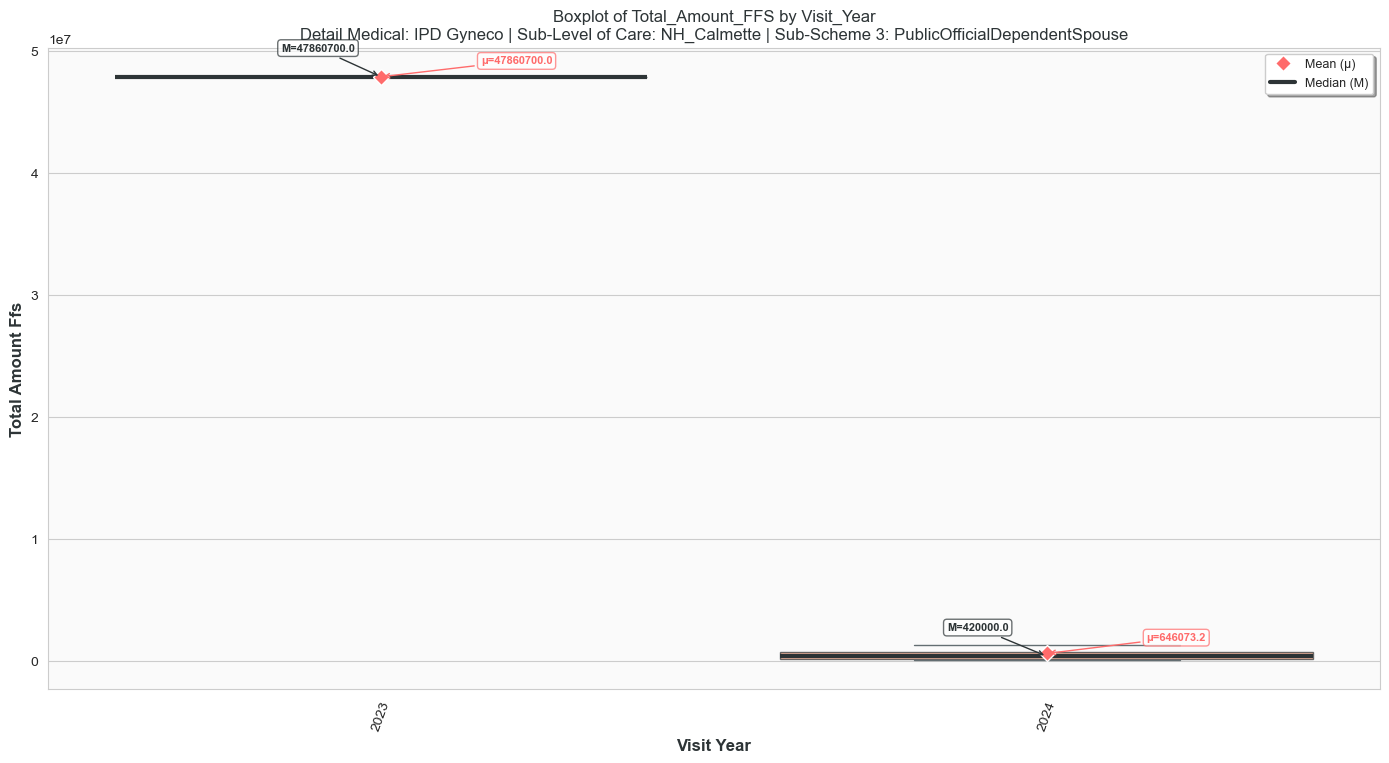 Boxplot of Total_Amount_FFS by Visit_Year
Detail Medical: IPD Gyneco | Sub-Level of Care: NH_Calmette | Sub-Scheme 3: PublicOfficialDependentSpouse
1e7
M=47860700.0
μ=47860700.0
Mean (μ)
Median (M)
5
4
3
2
1
0
Total Amount Ffs
M=420000.0
μ=646073.2
2023
2024
Visit Year